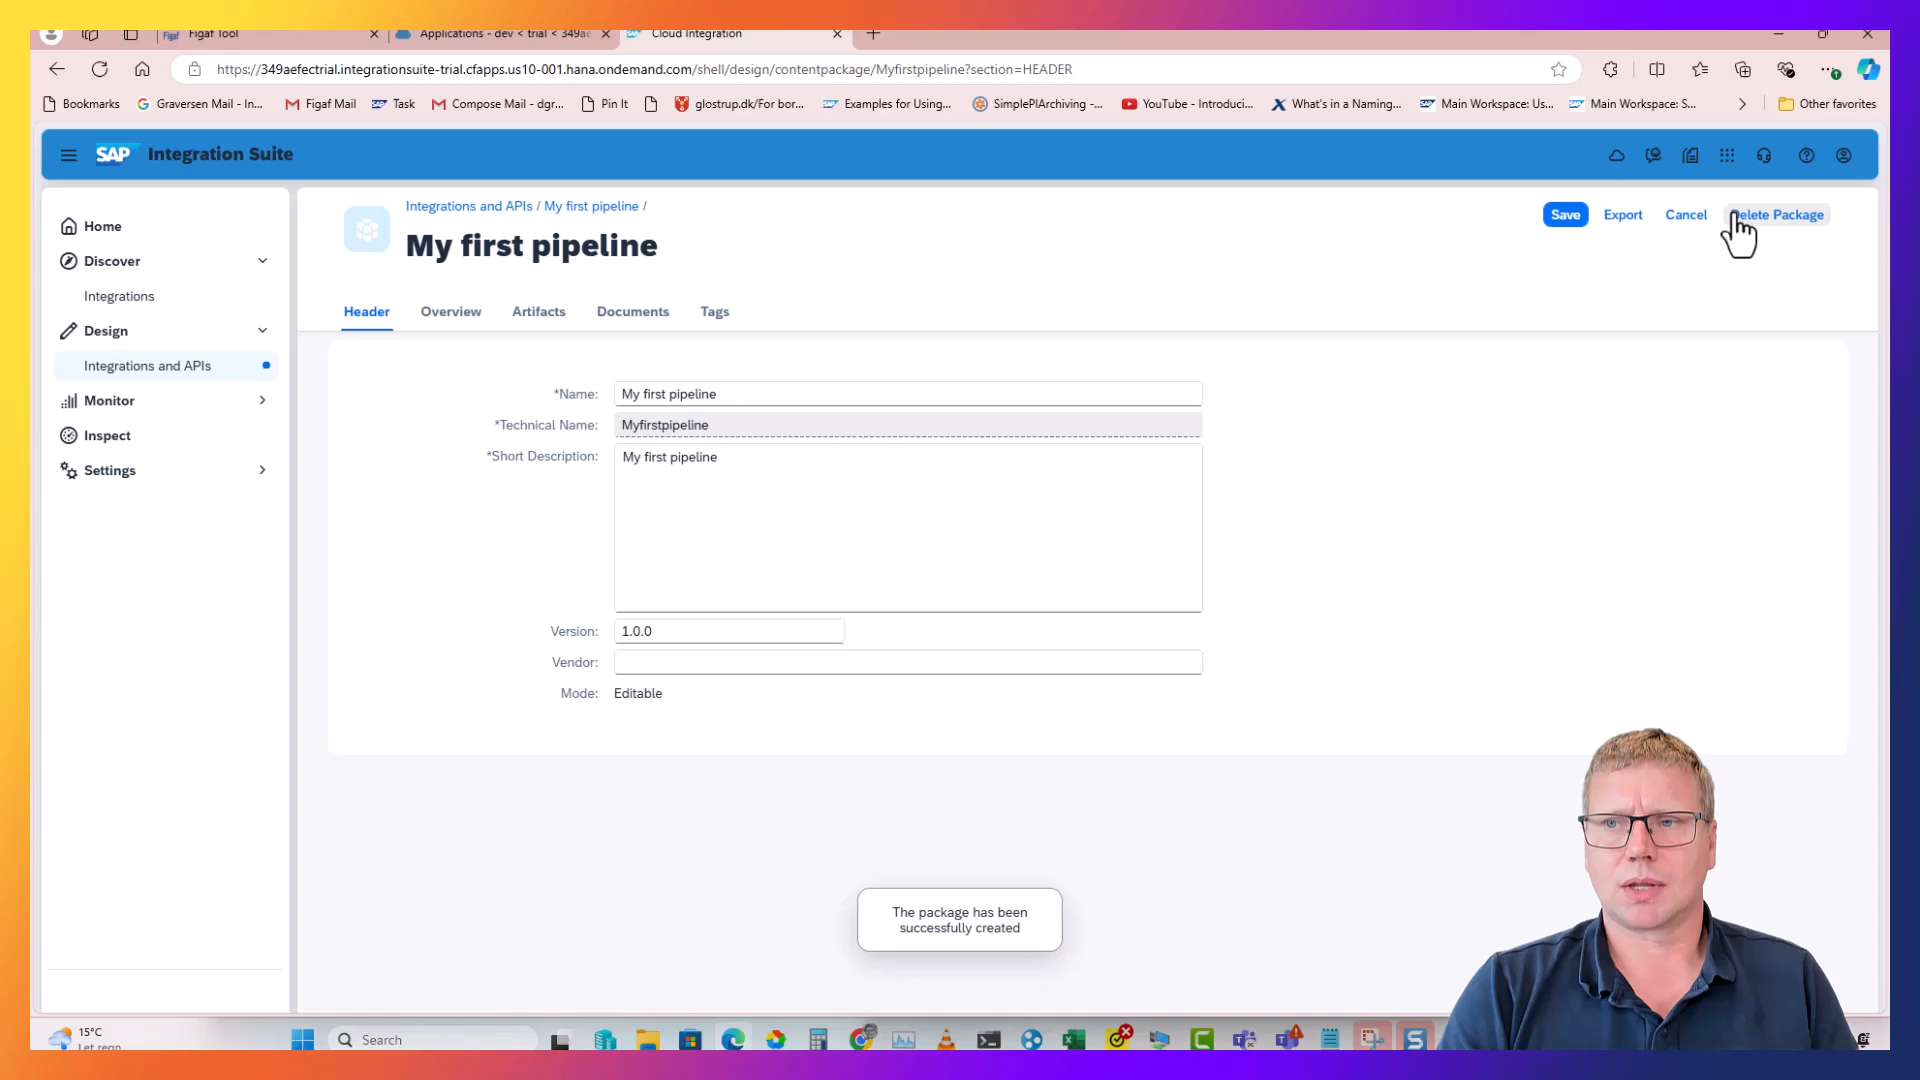 Figaf Figaf Tool
Applications - dev < trial < 349ae
Cloud Integration
https://349aefectrial.integrationsuite-trial.cfapps.us10-001.hana.ondemand.com/shell/design/contentpackage/Myfirstpipeline?section=HEADER
Bookmarks
Graversen Mail - In...
Figaf Mail
Task
Compose Mail - dgr...
Pin It
glostrup.dk/For bor...
Examples for Using...
SimplePIArchiving -...
YouTube - Introduci...
What's in a Naming...
Main Workspace: Us...
Main Workspace: S...
Other favorites
SAP Integration Suite
Home
Discover
Integrations
Design
Integrations and APIs
Monitor
Inspect
Settings
Integrations and APIs / My first pipeline /
My first pipeline
Save Export Cancel Delete Package
Header Overview Artifacts Documents Tags
*Name: My first pipeline
*Technical Name: Myfirstpipeline
*Short Description: My first pipeline
Version: 1.0.0
Vendor:
Mode: Editable
The package has been
successfully created
15°C
Let regn
Search